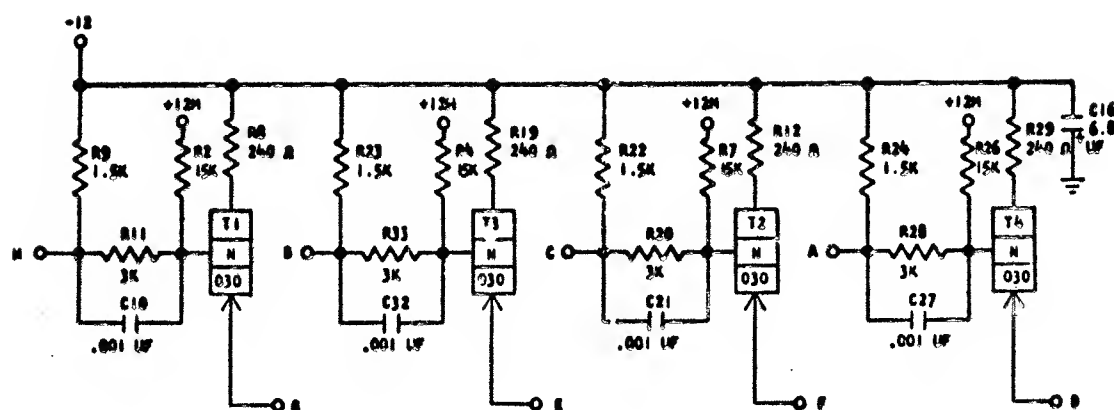 +12
+12M
+12M
+12M
+12M
C16
6.8
UF
R9
1.5K
R2
15K
R8
240 Ω
R23
1.5K
R4
15K
R19
240 Ω
R22
1.5K
R7
15K
R12
240 Ω
R24
1.5K
R26
15K
R29
240 Ω
R11
3K
T1
N
030
R33
3K
T3
N
030
R20
3K
T2
N
030
R28
3K
T4
N
030
B
C
A
.001 UF
C32
.001 UF
C21
.001 UF
C27
.001 UF
E
F
D